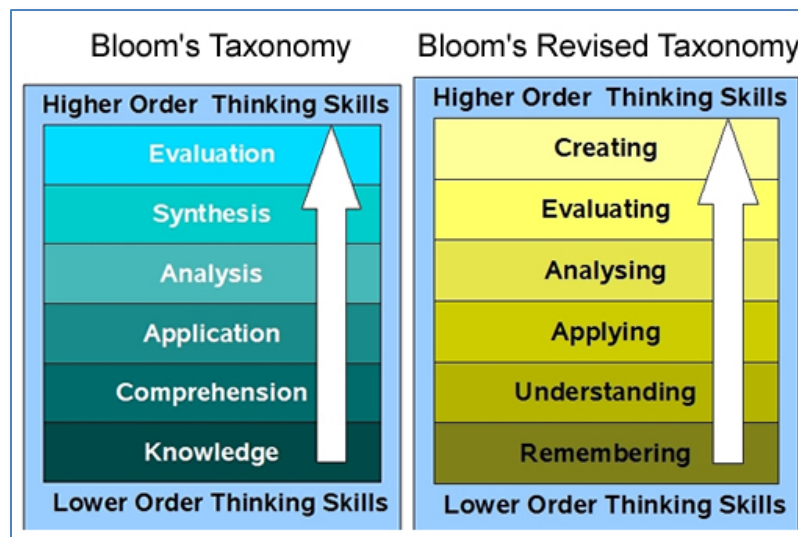 Bloom's Taxonomy
Higher Order Thinking Skills
Evaluation
Synthesis
Analysis
Application
Comprehension
Knowledge
Lower Order Thinking Skills
Bloom's Revised Taxonomy
Higher Order Thinking Skills
Creating
Evaluating
Analysing
Applying
Understanding
Remembering
Lower Order Thinking Skills